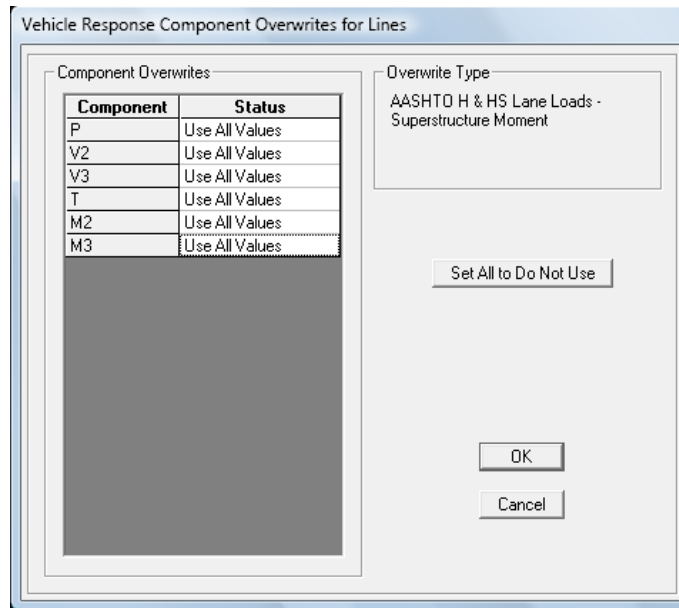 Vehicle Response Component Overwrites for Lines
Component Overwrites
Component Status
P Use All Values
V2 Use All Values
V3 Use All Values
T Use All Values
M2 Use All Values
M3 Use All Values
Overwrite Type
AASHTO H & HS Lane Loads -
Superstructure Moment
Set All to Do Not Use
OK
Cancel